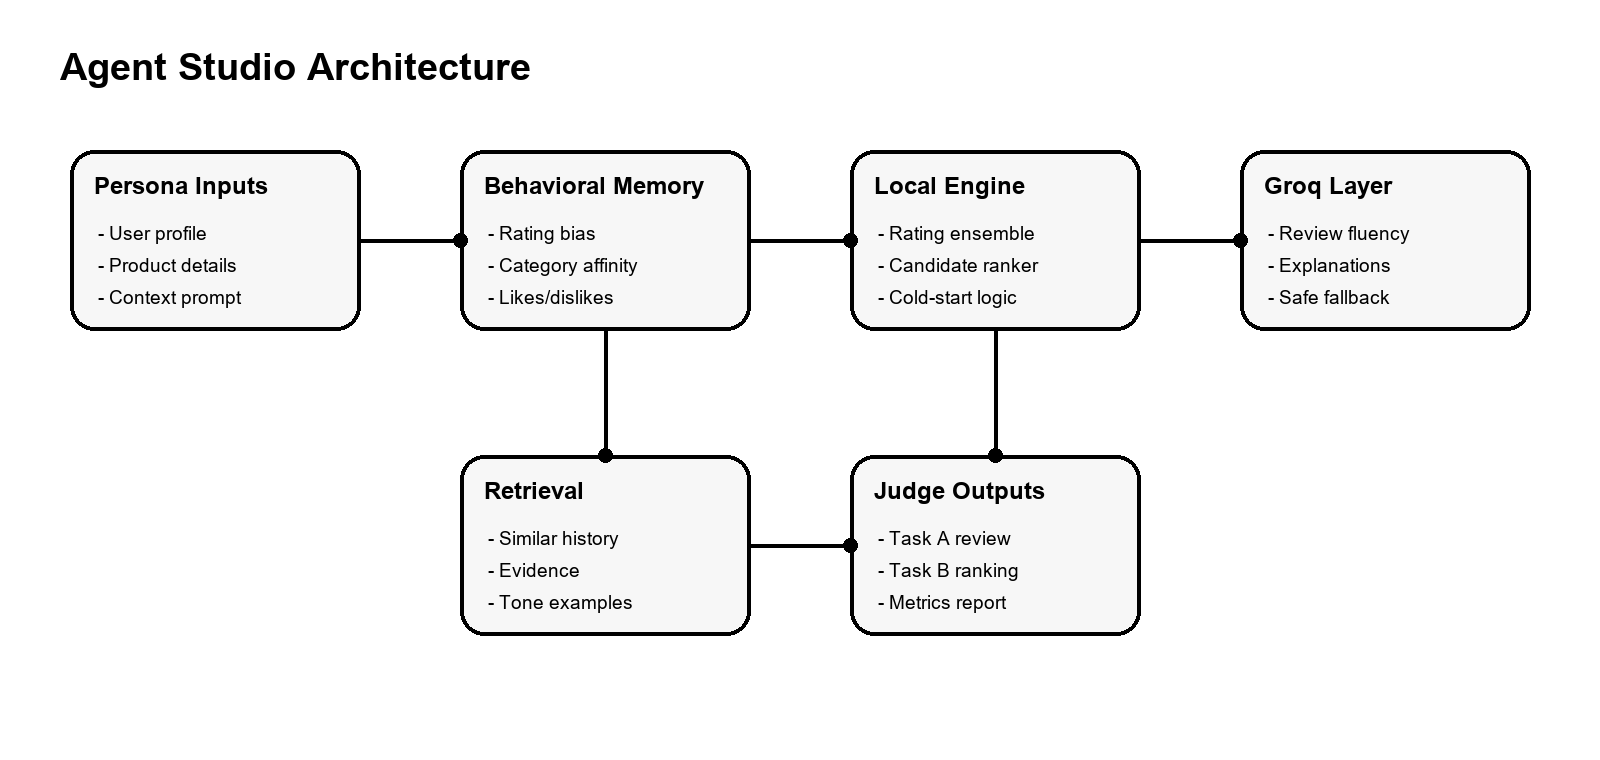 Agent Studio Architecture
Persona Inputs
- User profile
- Product details
- Context prompt
Behavioral Memory
- Rating bias
- Category affinity
- Likes/dislikes
Local Engine
- Rating ensemble
- Candidate ranker
- Cold-start logic
Groq Layer
- Review fluency
- Explanations
- Safe fallback
Retrieval
- Similar history
- Evidence
- Tone examples
Judge Outputs
- Task A review
- Task B ranking
- Metrics report